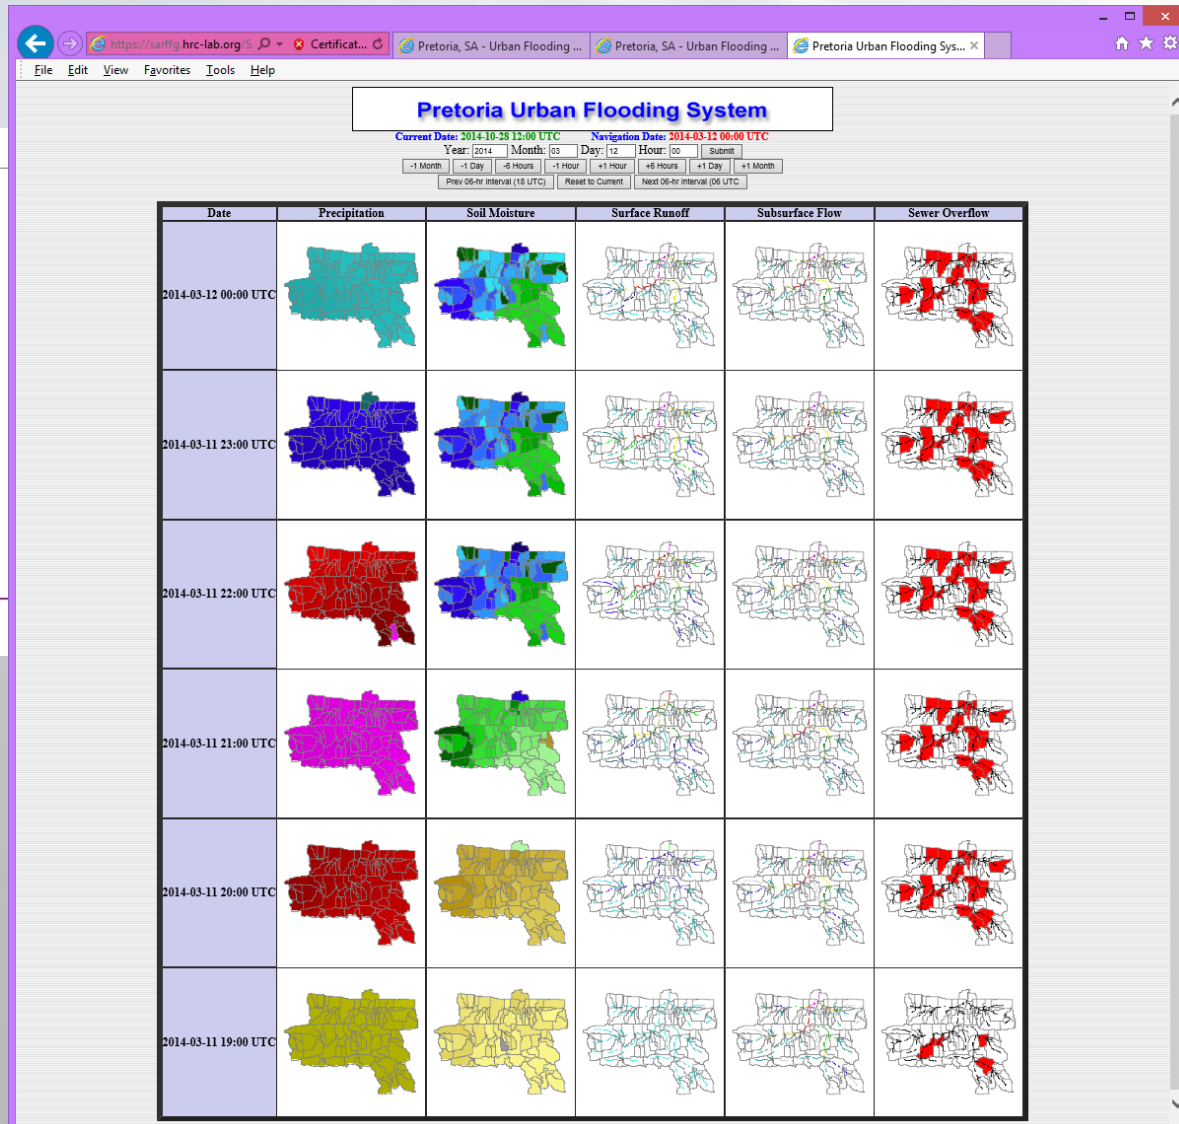 https://sarffg.hrc-lab.org/S
Certificat...
Pretoria, SA - Urban Flooding ...
Pretoria, SA - Urban Flooding ...
Pretoria Urban Flooding Sys...
File Edit View Favorites Tools Help
Pretoria Urban Flooding System
Current Date: 2014-10-28 12:00 UTC Navigation Date: 2014-03-12 00:00 UTC
Year: 2014 Month: 03 Day: 12 Hour: 00 Submit
-1 Month -1 Day -6 Hours -1 Hour +1 Hour +6 Hours +1 Day +1 Month
Prev 06-hr Interval (18 UTC) Reset to Current Next 06-hr Interval (06 UTC
Date Precipitation Soil Moisture Surface Runoff Subsurface Flow Sewer Overflow
2014-03-12 00:00 UTC
2014-03-11 23:00 UTC
2014-03-11 22:00 UTC
2014-03-11 21:00 UTC
2014-03-11 20:00 UTC
2014-03-11 19:00 UTC